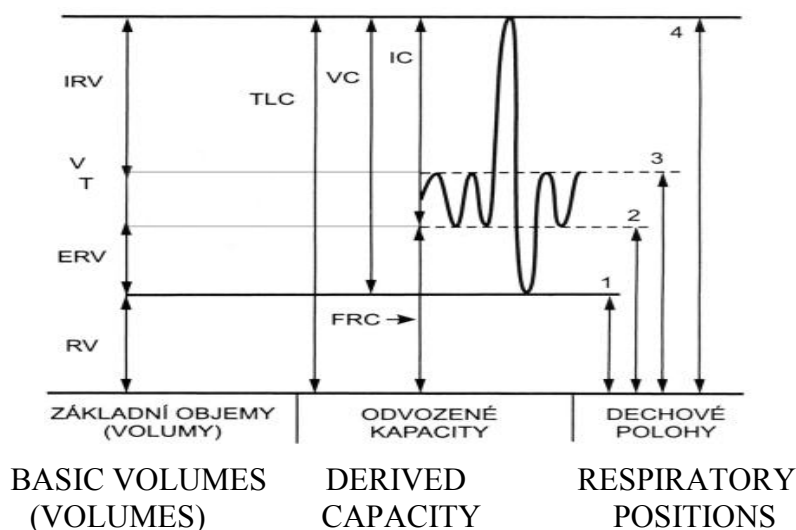 IRV
V
T
ERV
RV
TLC
VC
IC
FRC →
4
3
2
1
ZÁKLADNÍ OBJEMY
(VOLUMY)
ODVOZENÉ
KAPACITY
DECHOVÉ
POLOHY
BASIC VOLUMES
(VOLUMES)
DERIVED
CAPACITY
RESPIRATORY
POSITIONS